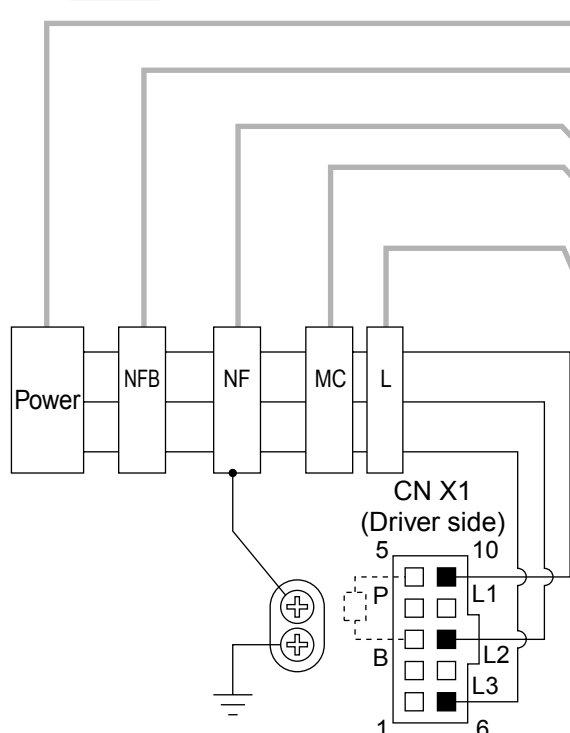 Power NFB NF MC L
CN X1
(Driver side)
5 10
P L1
B L2
L3
1 6